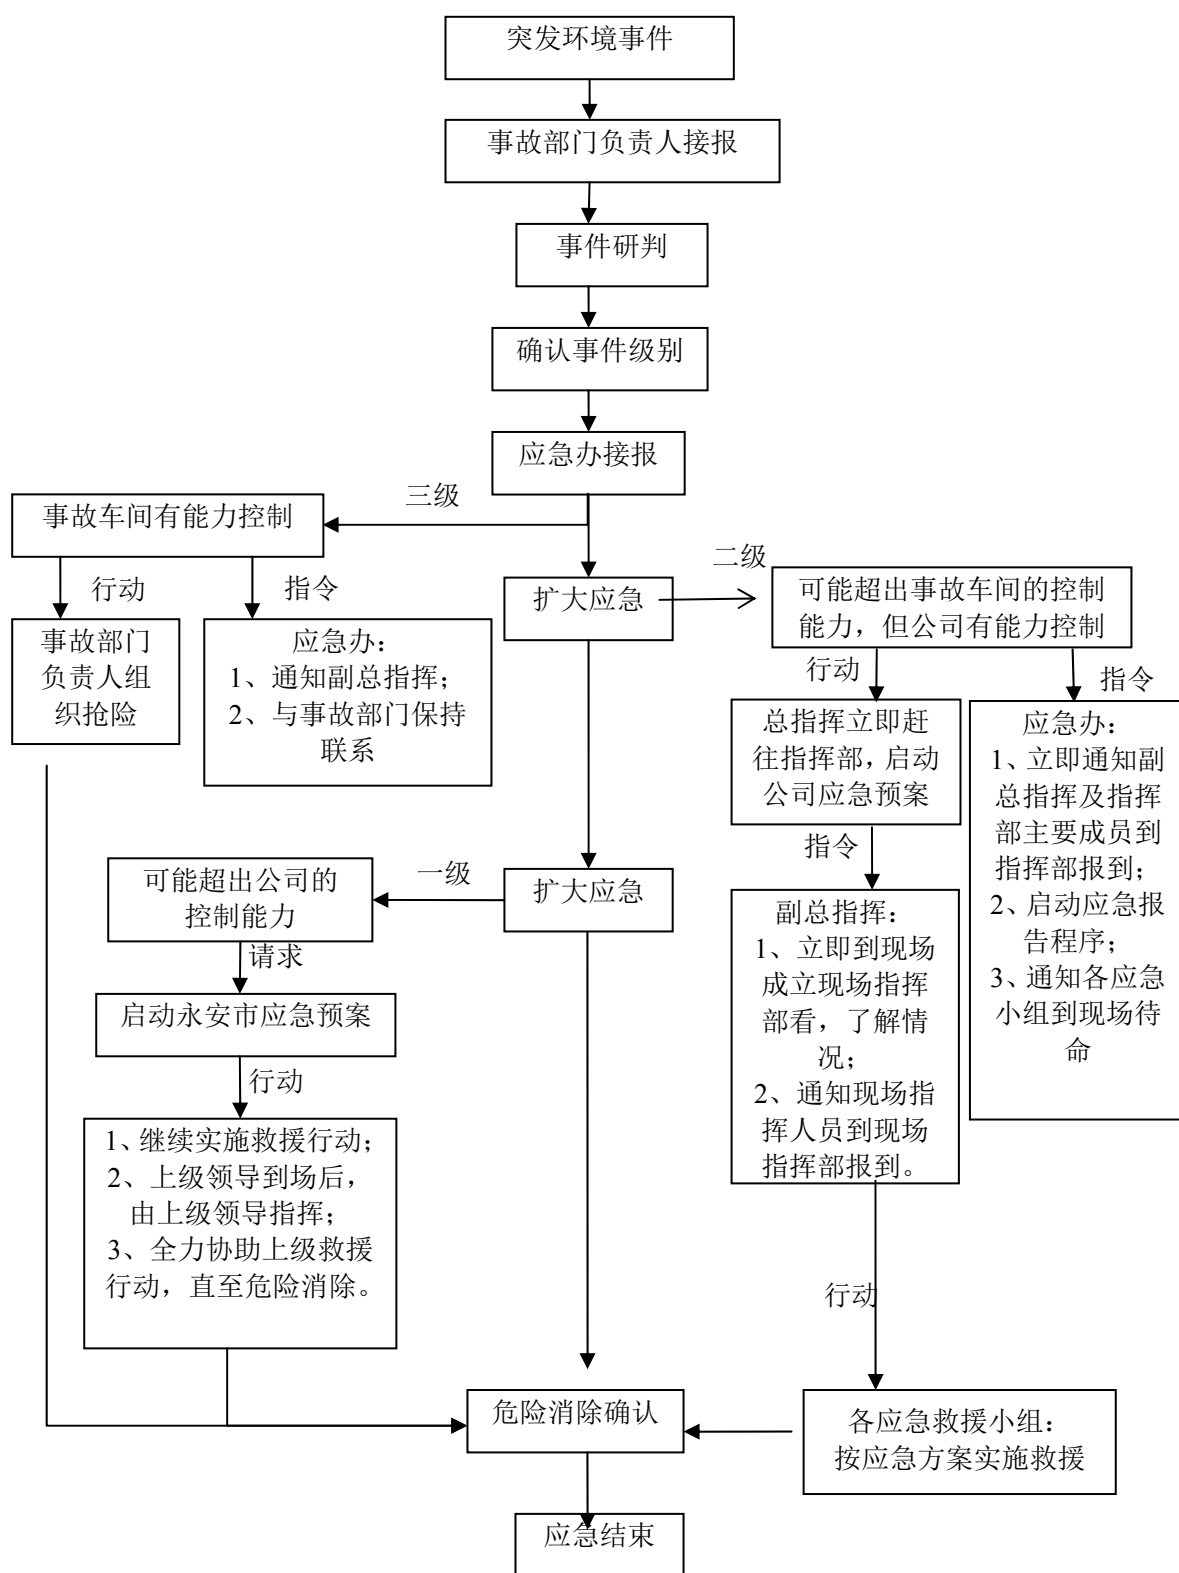 突发环境事件
事故部门负责人接报
事件研判
确认事件级别
应急办接报
三级
事故车间有能力控制
行动
指令
事故部门
负责人组
织抢险
应急办：
1、通知副总指挥；
2、与事故部门保持
联系
扩大应急
二级
可能超出事故车间的控制
能力，但公司有能力控制
行动
指令
总指挥立即赶
往指挥部，启动
公司应急预案
应急办：
1、立即通知副
总指挥及指挥
部主要成员到
指挥部报到；
2、启动应急报
告程序；
3、通知各应急
小组到现场待
命
指令
副总指挥：
1、立即到现场
成立现场指挥
部看，了解情
况；
2、通知现场指
挥人员到现场
指挥部报到。
扩大应急
一级
可能超出公司的
控制能力
请求
启动永安市应急预案
行动
1、继续实施救援行动；
2、上级领导到场后，
由上级领导指挥；
3、全力协助上级救援
行动，直至危险消除。
行动
各应急救援小组：
按应急方案实施救援
危险消除确认
应急结束